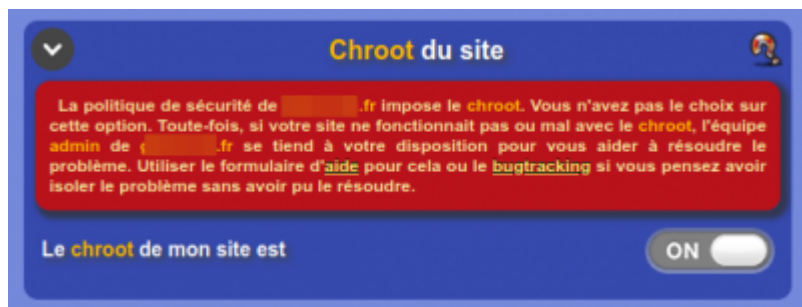 Chroot du site
La politique de sécurité de .fr impose le chroot. Vous n'avez pas le choix sur
cette option. Toute-fois, si votre site ne fonctionnait pas ou mal avec le chroot, l'équipe
admin de .fr se tient à votre disposition pour vous aider à résoudre le
problème. Utiliser le formulaire d'aide pour cela ou le bugtracking si vous pensez avoir
isoler le problème sans avoir pu le résoudre.
Le chroot de mon site est
ON